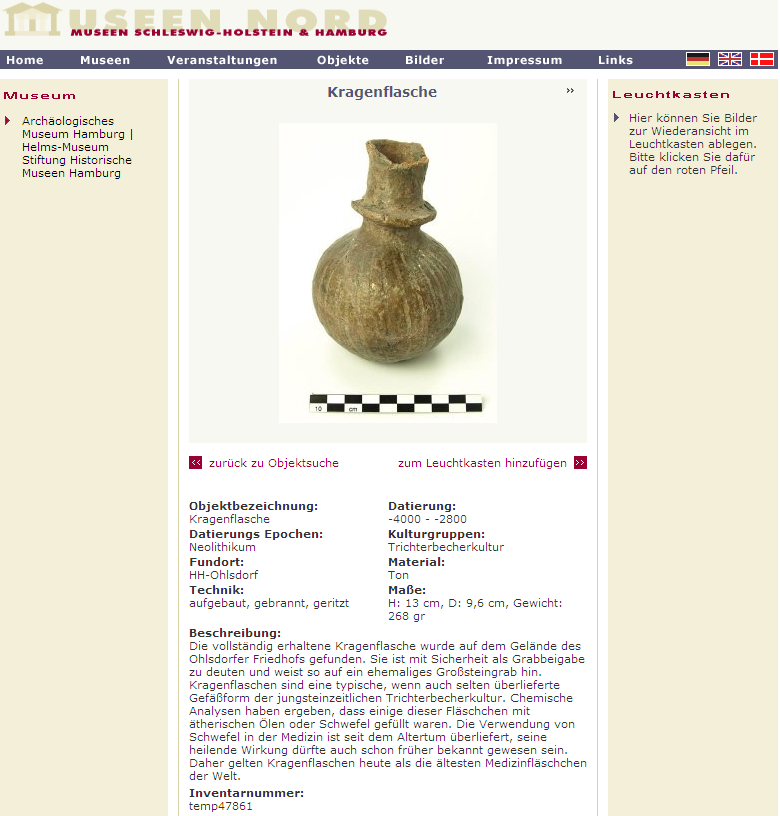 USEEN NORD
MUSEEN SCHLESWIG-HOLSTEIN & HAMBURG
Home Museen Veranstaltungen Objekte Bilder Impressum Links
Museum
Archäologisches
Museum Hamburg |
Helms-Museum
Stiftung Historische
Museen Hamburg
Kragenflasche
10 cm
zurück zu Objektsuche
zum Leuchtkasten hinzufügen
Objektbezeichnung:
Kragenflasche
Datierung:
-4000 - -2800
Datierungs Epochen:
Neolithikum
Kulturgruppen:
Trichterbecherkultur
Fundort:
HH-Ohlsdorf
Material:
Ton
Technik:
aufgebaut, gebrannt, geritzt
Maße:
H: 13 cm, D: 9,6 cm, Gewicht:
268 gr
Beschreibung:
Die vollständig erhaltene Kragenflasche wurde auf dem Gelände des
Ohlsdorfer Friedhofs gefunden. Sie ist mit Sicherheit als Grabbeigabe
zu deuten und weist so auf ein ehemaliges Großsteingrab hin.
Kragenflaschen sind eine typische, wenn auch selten überlieferte
Gefäßform der jungsteinzeitlichen Trichterbecherkultur. Chemische
Analysen haben ergeben, dass einige dieser Fläschchen mit
ätherischen Ölen oder Schwefel gefüllt waren. Die Verwendung von
Schwefel in der Medizin ist seit dem Altertum überliefert, seine
heilende Wirkung dürfte auch schon früher bekannt gewesen sein.
Daher gelten Kragenflaschen heute als die ältesten Medizinfläschchen
der Welt.
Inventarnummer:
temp47861
Leuchtkasten
Hier können Sie Bilder
zur Wiederansicht im
Leuchtkasten ablegen.
Bitte klicken Sie dafür
auf den roten Pfeil.